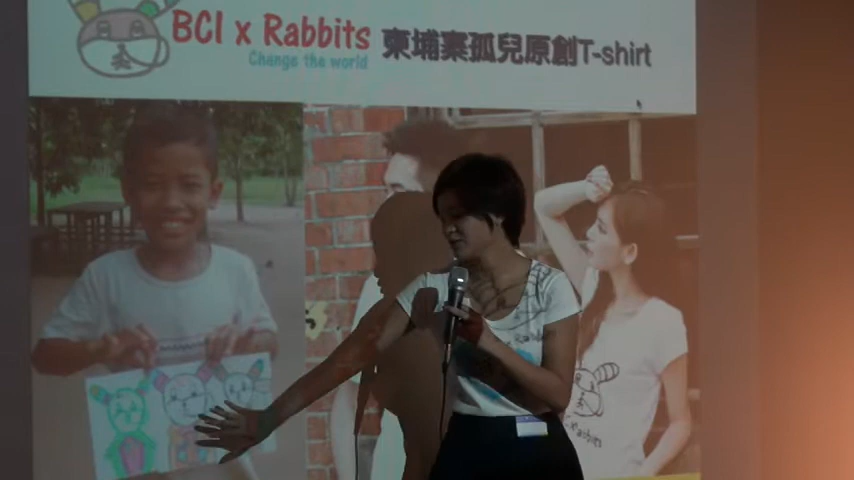 BCI x Rabbits
Change the world
柬埔寨孤兒原創T-shirt